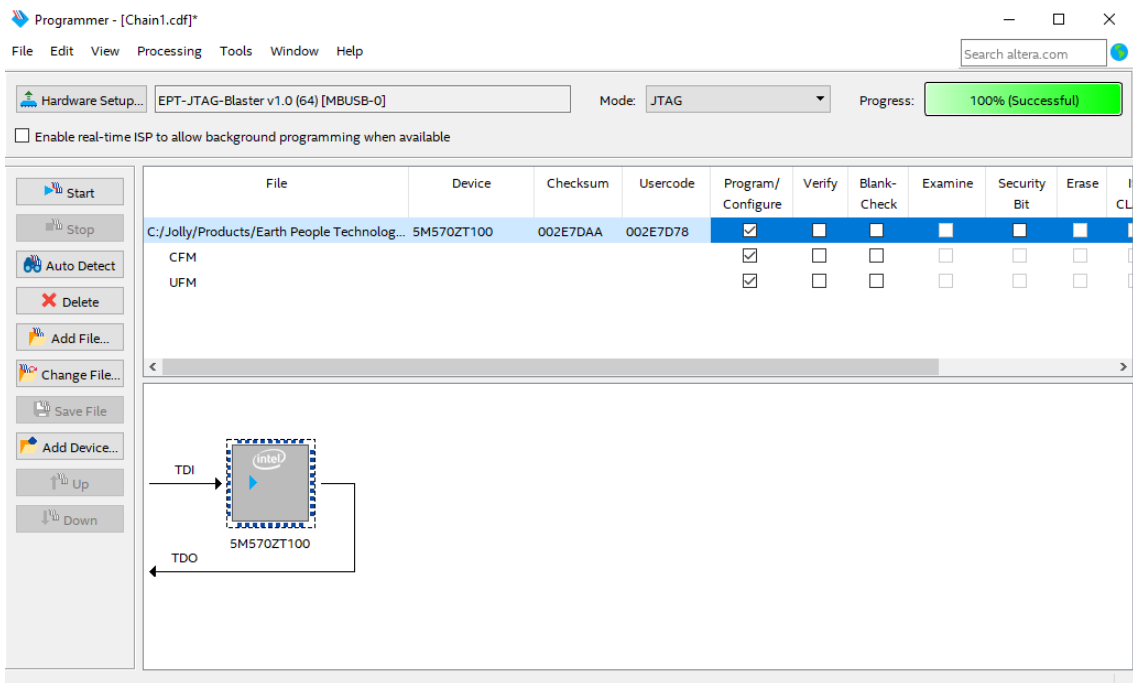 Programmer - [Chain1.cdf]*
File Edit View Processing Tools Window Help
Search altera.com
Hardware Setup... EPT-JTAG-Blaster v1.0 (64) [MBUSB-0] Mode: JTAG Progress: 100% (Successful)
Enable real-time ISP to allow background programming when available
Start
Stop
Auto Detect
Delete
Add File...
Change File...
Save File
Add Device...
Up
Down
File Device Checksum Usercode Program/ Verify Blank- Examine Security Erase
Configure Check Bit CL
C:/Jolly/Products/Earth People Technolog... 5M570ZT100 002E7DAA 002E7D78
CFM
UFM
TDI
intel
5M570ZT100
TDO